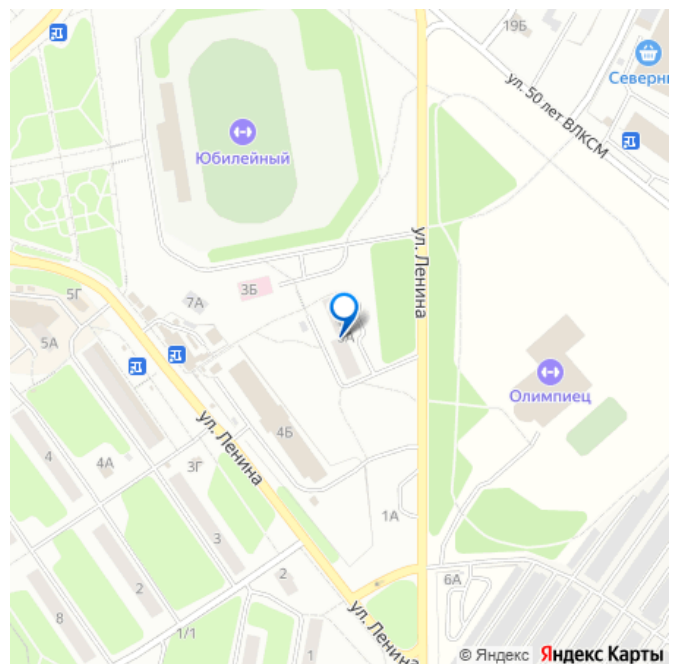 19Б
Северн
ул. 50 лет ВЛКСМ
Юбилейный
ул. Ленина
5Г
7А
3Б
5А
Олимпиец
ул. Ленина
4Б
4
4А
3Г
1А
3
2
2
6А
8
1/1
1
ул. Ленина
© Яндекс Яндекс Карты